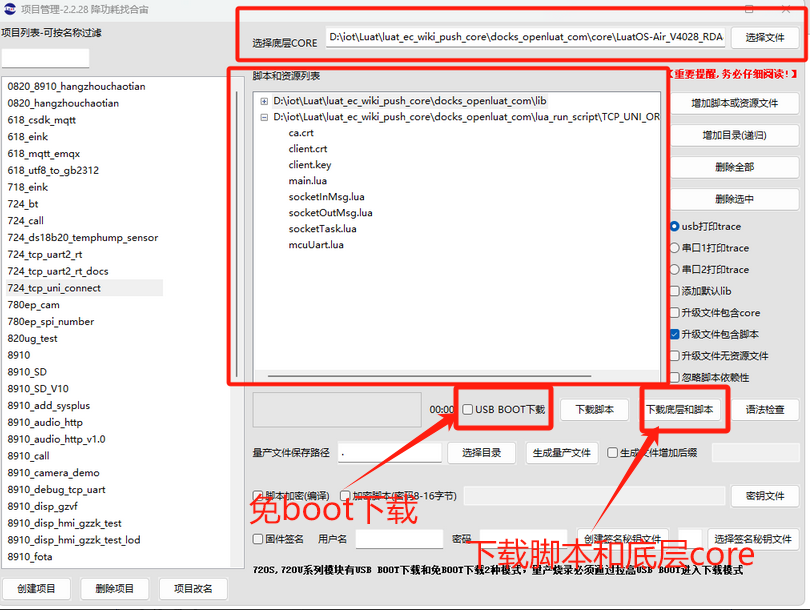 项目管理-2.2.28 降功耗找合宙
项目列表-可按名称过滤
选择底层CORE
D:\iot\Luat\luat_ec_wiki_push_core\docks_openluat_com\core\LuatOS-Air_V4028_RDA
选择文件
脚本和资源列表
【重要提醒,务必仔细阅读!】
D:\iot\Luat\luat_ec_wiki_push_core\docks_openluat_com\lib
D:\iot\Luat\luat_ec_wiki_push_core\docks_openluat_com\lua_run_script\TCP_UNI_OR
ca.crt
client.crt
client.key
main.lua
socketInMsg.lua
socketOutMsg.lua
socketTask.lua
mcuUart.lua
0820_8910_hangzhouchaotian
0820_hangzhouchaotian
618_csdk_mqtt
618_eink
618_mqtt_emqx
618_utf8_to_gb2312
718_eink
724_bt
724_call
724_ds18b20_temphump_sensor
724_tcp_uart2_rt
724_tcp_uart2_rt_docs
724_tcp_uni_connect
780ep_cam
780ep_spi_number
820ug_test
8910
8910_SD
8910_SD_V10
8910_add_sysplus
8910_audio_http
8910_audio_http_v1.0
8910_call
8910_camera_demo
8910_debug_tcp_uart
8910_disp_gzvf
8910_disp_hmi_gzzk_test
8910_disp_hmi_gzzk_test_lod
8910_fota
增加脚本或资源文件
增加目录(递归)
删除全部
删除选中
usb打印trace
串口1打印trace
串口2打印trace
添加默认lib
升级文件包含core
升级文件包含脚本
升级文件无资源文件
忽略脚本依赖性
00:00
USB BOOT下载
下载脚本
下载底层和脚本
语法检查
量产文件保存路径
.
选择目录
生成量产文件
生成文件增加后缀
脚本加密(编译)
加密脚本(密码8-16字节)
密钥文件
免boot下载
固件签名
用户名
密码
创建签名秘钥文件
选择签名秘钥文件
下载脚本和底层core
720S,720U系列模块有USB BOOT下载和免BOOT下载2种模式，量产烧录必须通过拉高USB BOOT进入下载模式
创建项目
删除项目
项目改名